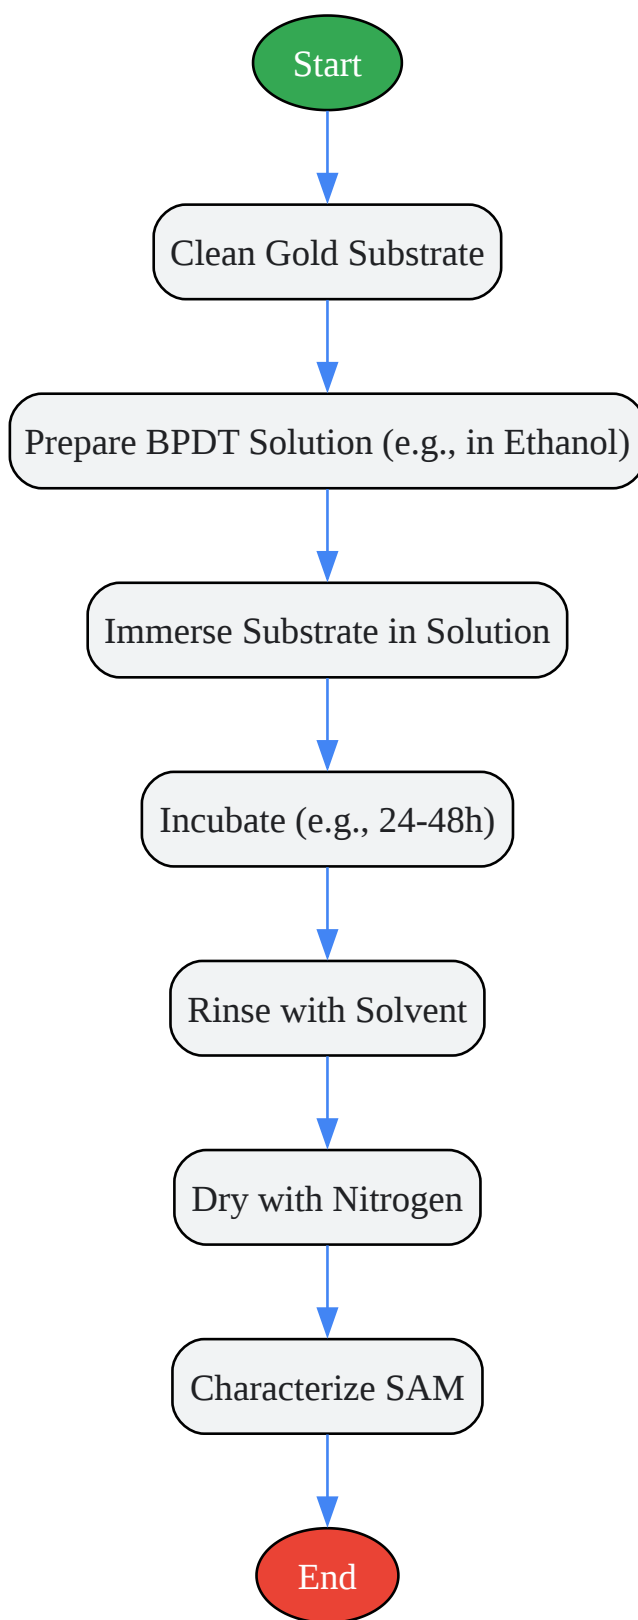 Start
Clean Gold Substrate
Prepare BPDT Solution (e.g., in Ethanol)
Immerse Substrate in Solution
Incubate (e.g., 24-48h)
Rinse with Solvent
Dry with Nitrogen
Characterize SAM
End